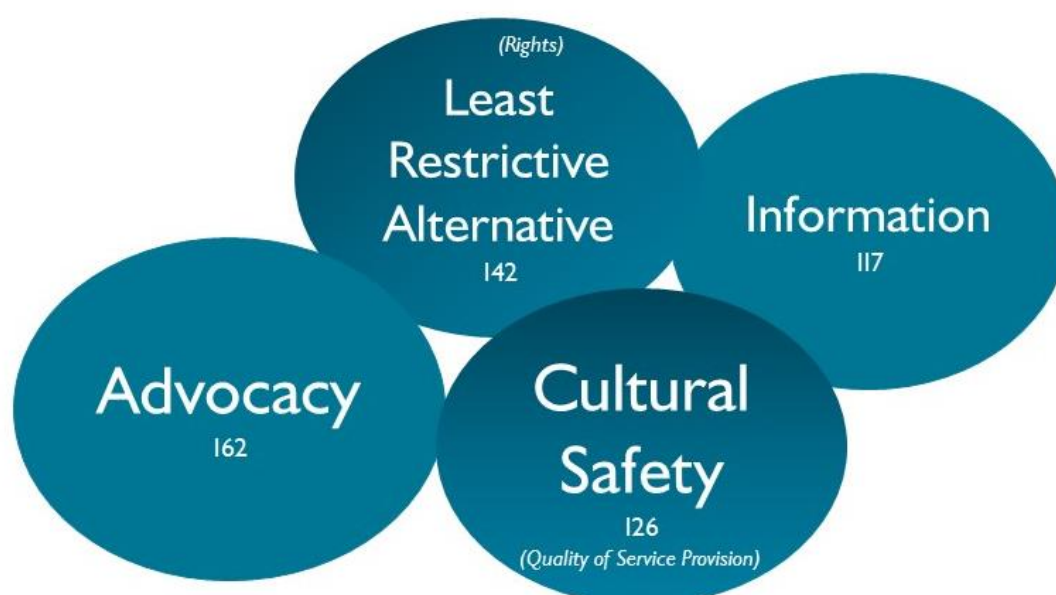 (Rights)
Least
Restrictive
Alternative
142
Information
117
Advocacy
162
Cultural
Safety
126
(Quality of Service Provision)